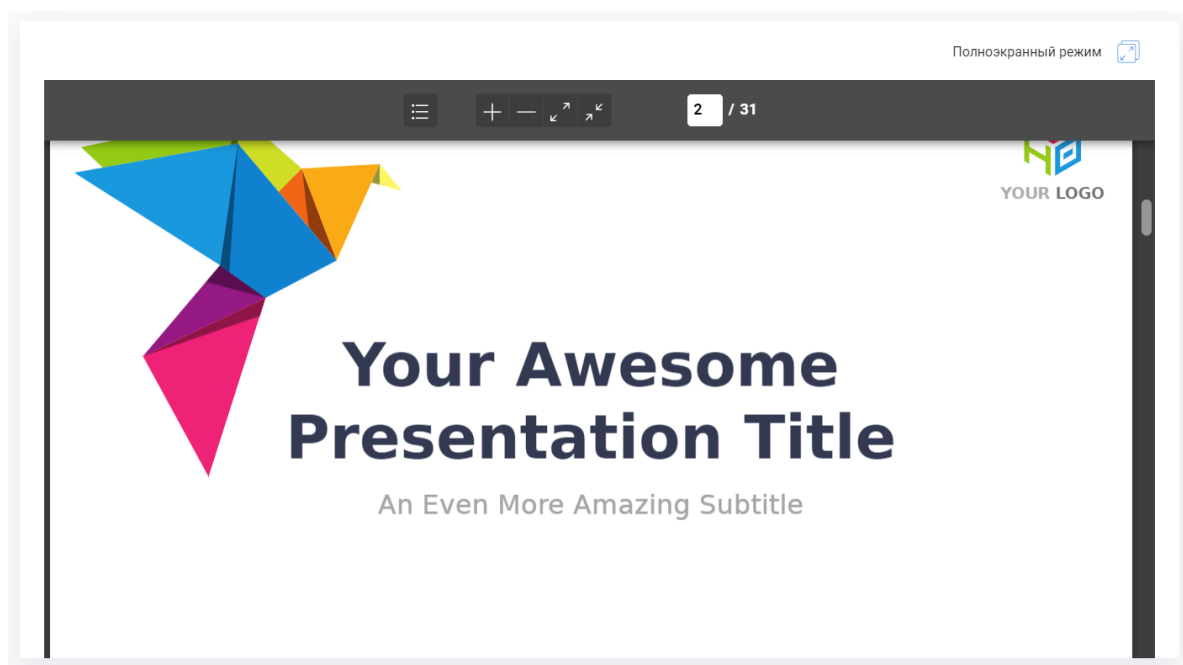 Полноэкранный режим
2 / 31
YOUR LOGO
Your Awesome
Presentation Title
An Even More Amazing Subtitle